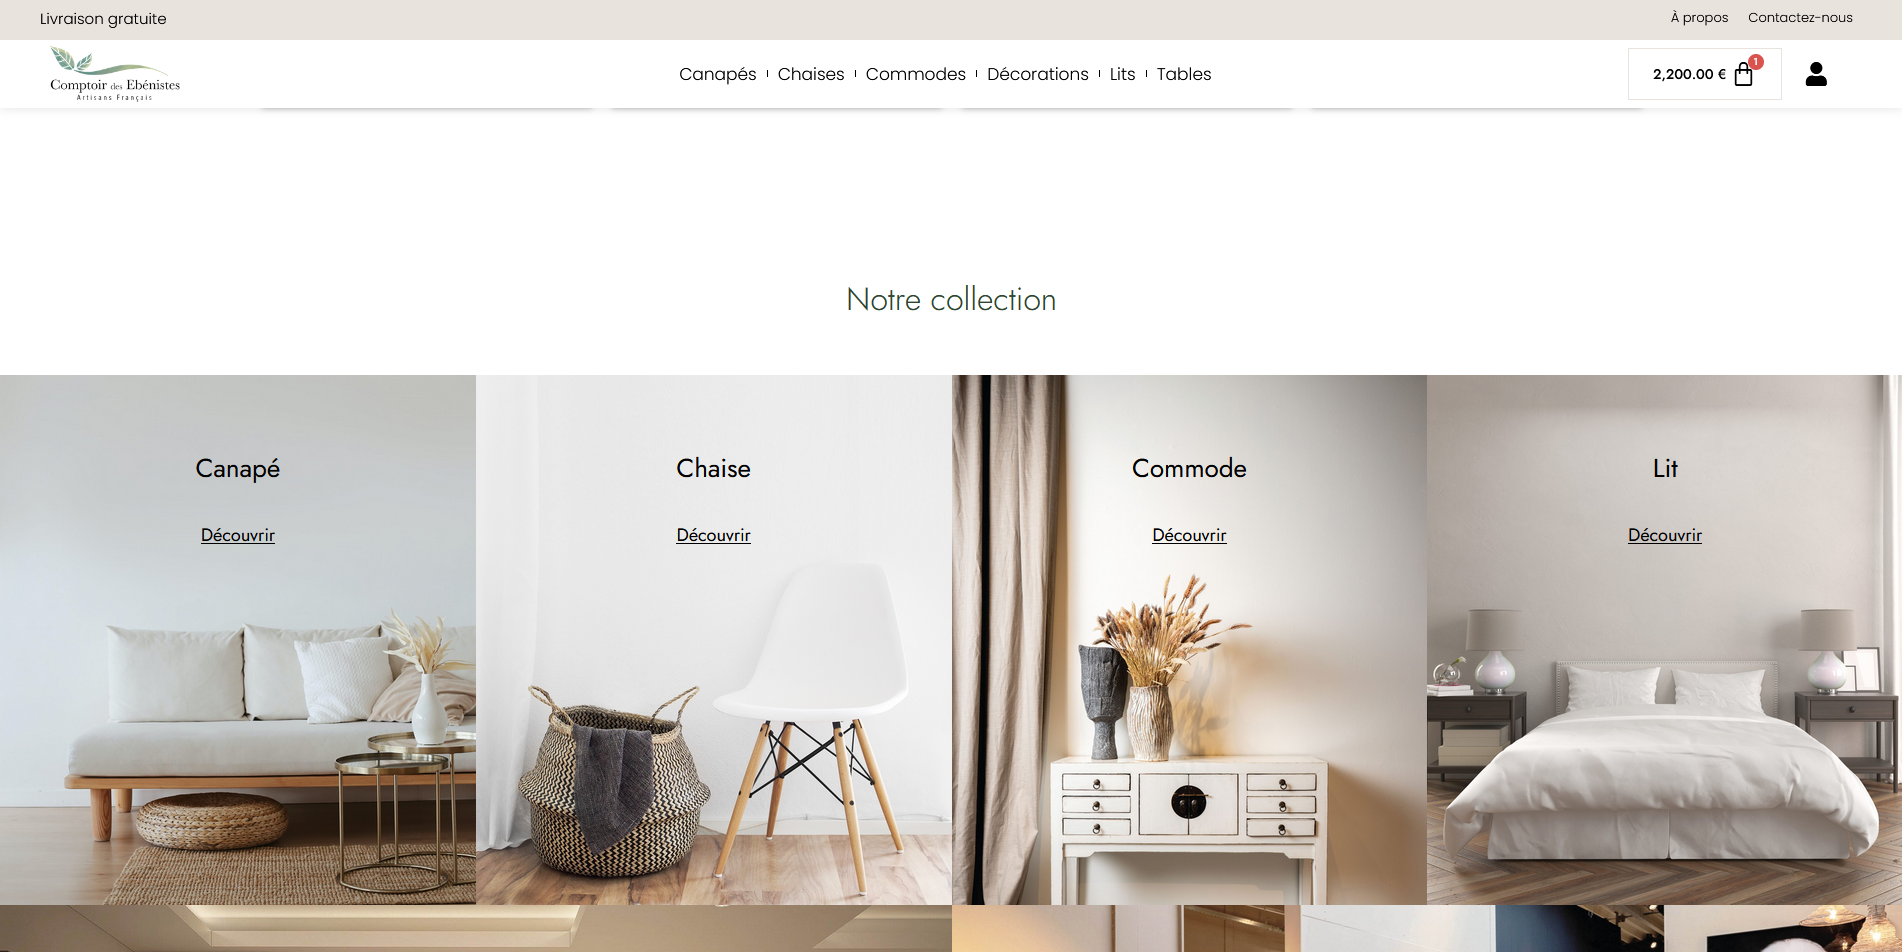 Livraison gratuite
À propos
Contactez-nous
Comptoir des Ebénistes
Artisans Français
Canapés
Chaises
Commodes
Décorations
Lits
Tables
2,200.00 €
1
Notre collection
Canapé
Chaise
Commode
Lit
Découvrir
Découvrir
Découvrir
Découvrir